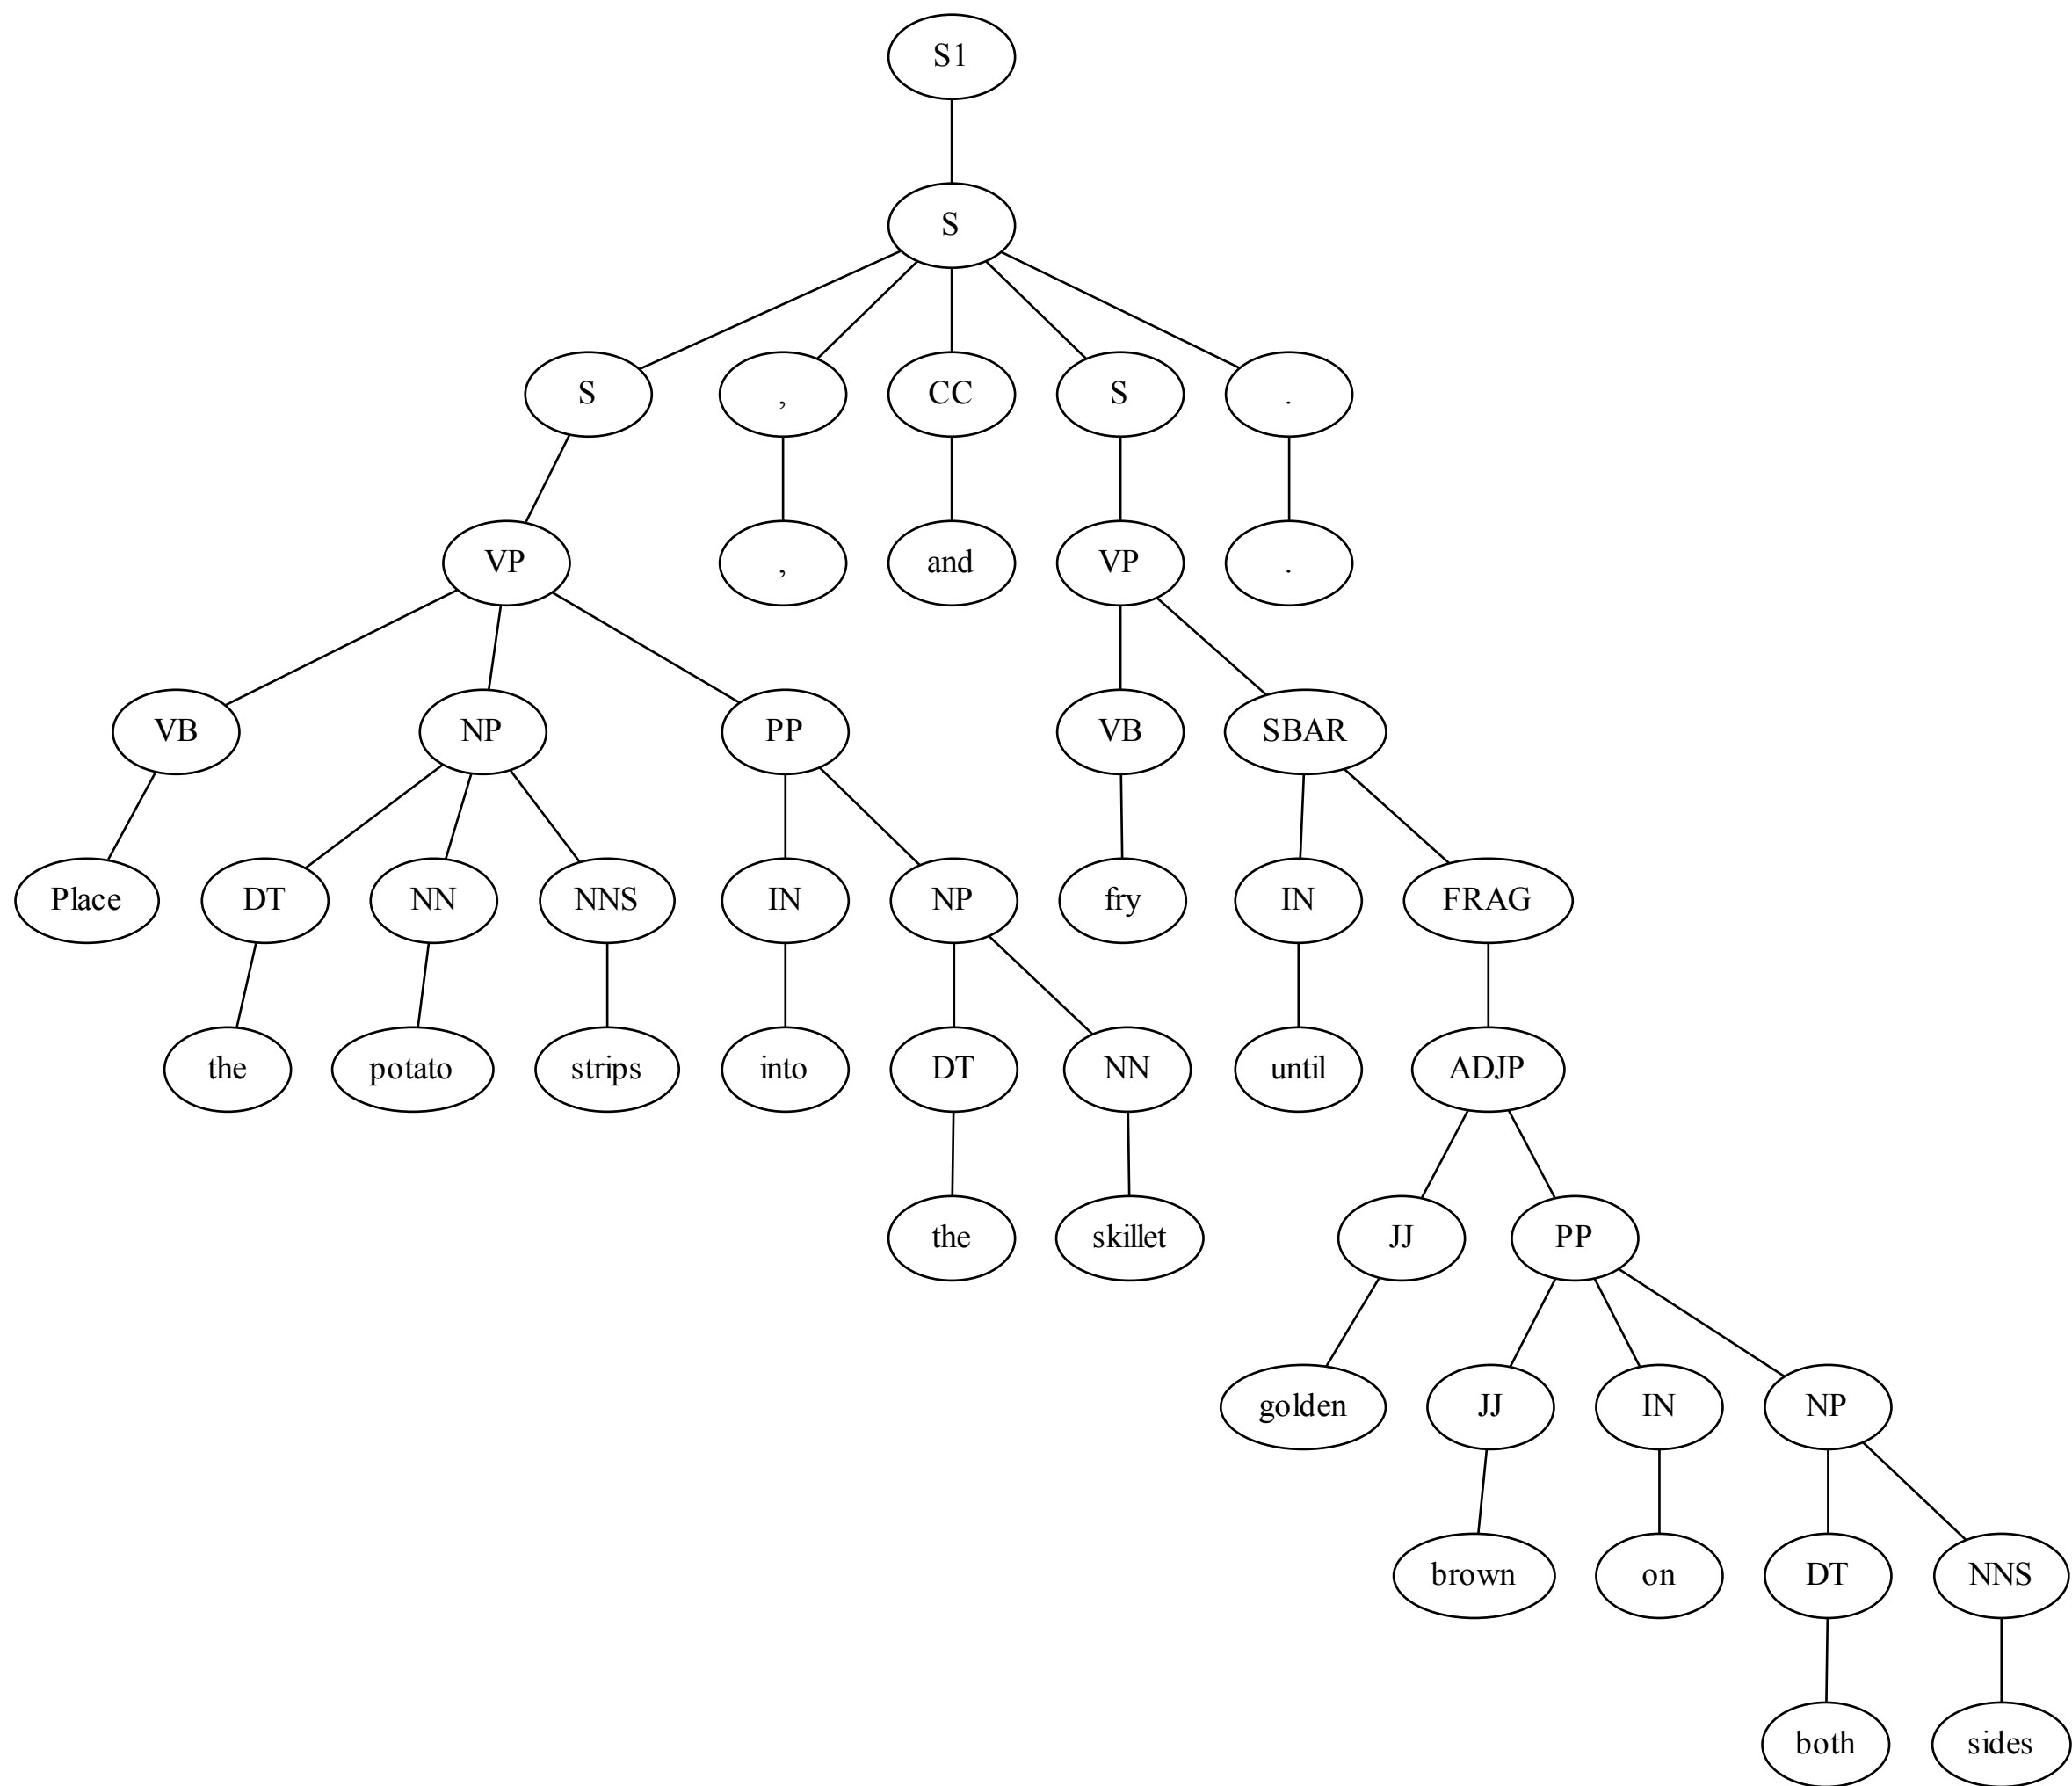 S1
S
S , CC S .
VP , and VP .
VB NP PP VB SBAR
Place DT NN NNS IN NP fry IN FRAG
the potato strips into DT NN until ADJP
the skillet JJ PP
golden JJ IN NP
brown on DT NNS
both sides